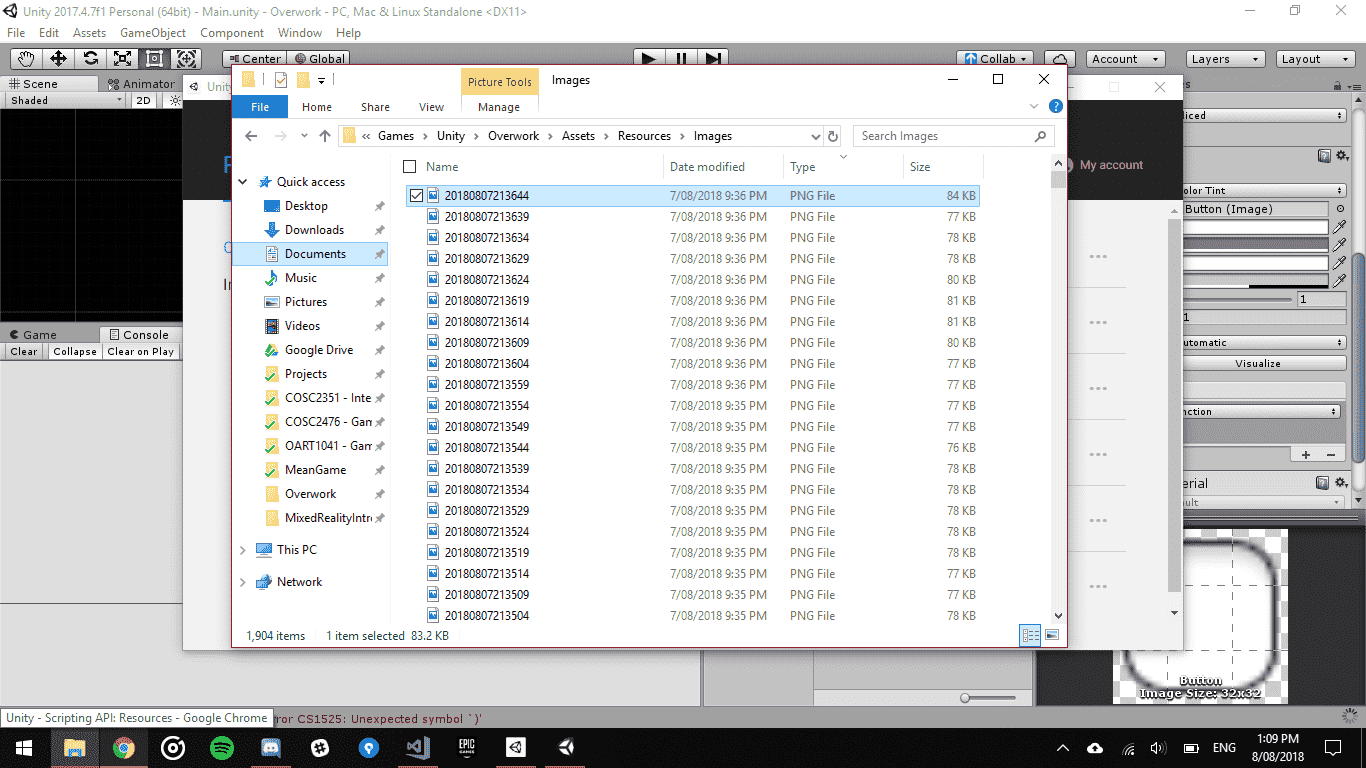 Unity 2017.4.7f1 Personal (64bit) - Main.unity - Overwork - PC, Mac & Linux Standalone <DX11>
File Edit Assets GameObject Component Window Help
Center Global Collab Account Layers Layout
Scene Animator
Shaded 2D
Game Console
Clear Collapse Clear on Play
Picture Tools Images
File Home Share View Manage
« Games Unity Overwork Assets Resources Images Search Images
Quick access
Desktop
Downloads
Documents
Music
Pictures
Videos
Google Drive
Projects
COSC2351 - Inte
COSC2476 - Gam
OART1041 - Gam
MeanGame
Overwork
MixedRealityIntro
This PC
Network
Name Date modified Type Size
20180807213644 7/08/2018 9:36 PM PNG File 84 KB
20180807213639 7/08/2018 9:36 PM PNG File 77 KB
20180807213634 7/08/2018 9:36 PM PNG File 78 KB
20180807213629 7/08/2018 9:36 PM PNG File 78 KB
20180807213624 7/08/2018 9:36 PM PNG File 80 KB
20180807213619 7/08/2018 9:36 PM PNG File 81 KB
20180807213614 7/08/2018 9:36 PM PNG File 81 KB
20180807213609 7/08/2018 9:36 PM PNG File 80 KB
20180807213604 7/08/2018 9:36 PM PNG File 77 KB
20180807213559 7/08/2018 9:36 PM PNG File 77 KB
20180807213554 7/08/2018 9:35 PM PNG File 77 KB
20180807213549 7/08/2018 9:35 PM PNG File 77 KB
20180807213544 7/08/2018 9:35 PM PNG File 76 KB
20180807213539 7/08/2018 9:35 PM PNG File 78 KB
20180807213534 7/08/2018 9:35 PM PNG File 78 KB
20180807213529 7/08/2018 9:35 PM PNG File 78 KB
20180807213524 7/08/2018 9:35 PM PNG File 78 KB
20180807213519 7/08/2018 9:35 PM PNG File 78 KB
20180807213514 7/08/2018 9:35 PM PNG File 77 KB
20180807213509 7/08/2018 9:35 PM PNG File 77 KB
20180807213504 7/08/2018 9:35 PM PNG File 78 KB
1,904 items 1 item selected 83.2 KB
My account
Button (Image)
1
1
Visualize
Button
Image Size: 32x32
Unity - Scripting API: Resources - Google Chrome
CS1525: Unexpected symbol `)'
EPIC GAMES
ENG
1:09 PM
8/08/2018